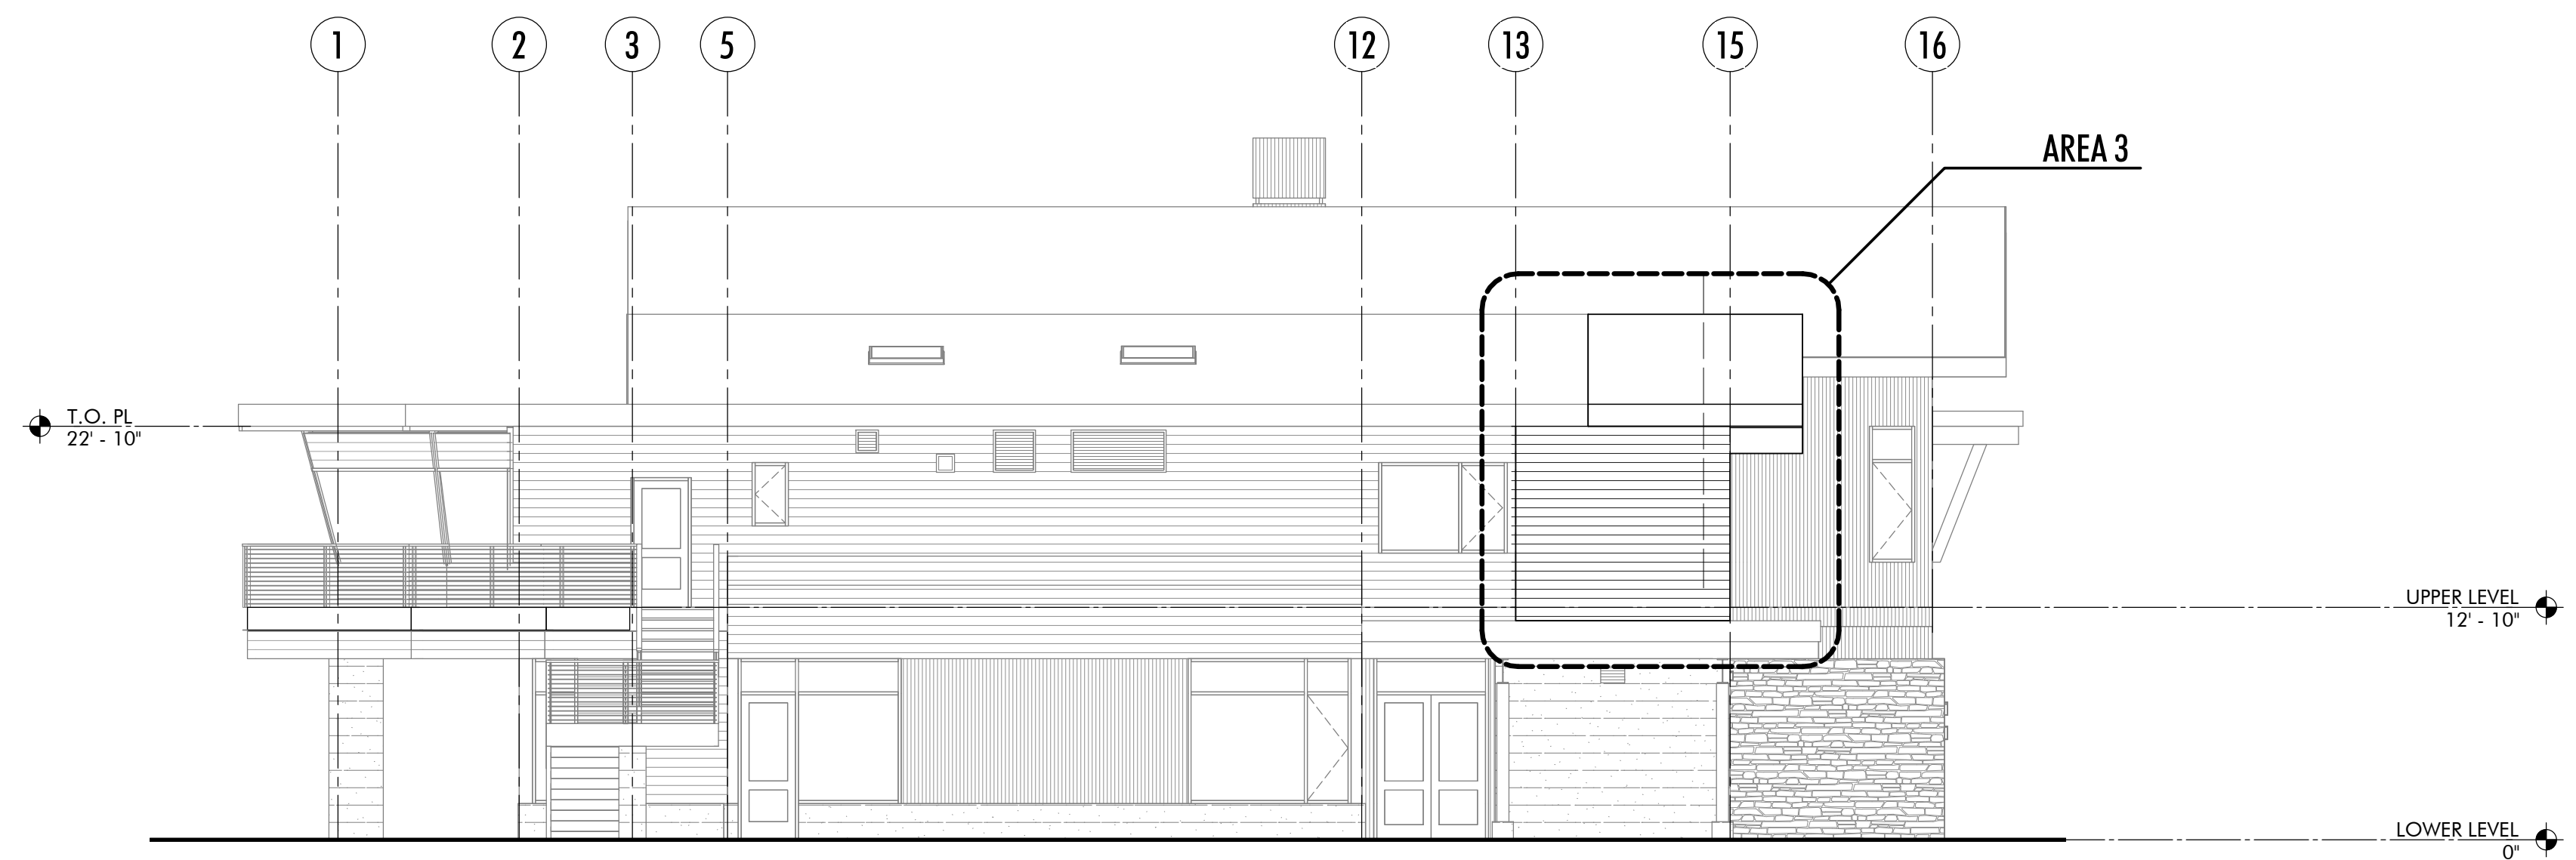 1
2
3
5
12
13
15
16
AREA 3
T.O. PL
22' - 10"
UPPER LEVEL
12' - 10"
LOWER LEVEL
0"